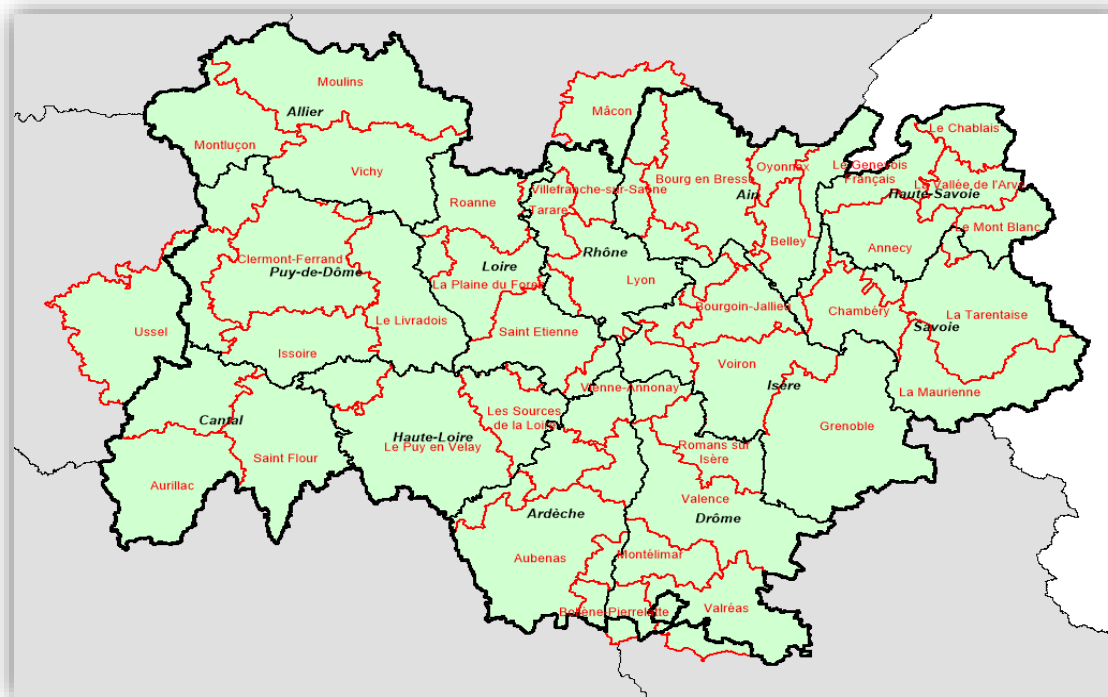 Moulins
Allier
Mâcon
Montluçon
Vichy
Le Chablais
Oyonnax
Le Genevois
Français
Bourg en Bresse
Ain
La Vallée de l'Arve
Haute-Savoie
Villefranche-sur-Saône
Roanne
Tarare
Le Mont Blanc
Belley
Annecy
Clermont-Ferrand
Puy-de-Dôme
Loire
Rhône
La Plaine du Forez
Lyon
Bourgoin-Jallieu
Chambéry
La Tarentaise
Savoie
Le Livradois
Ussel
Saint Etienne
Issoire
Voiron
Isère
Vienne-Annonay
La Maurienne
Cantal
Les Sources
de la Loire
Grenoble
Haute-Loire
Le Puy en Velay
Romans sur
Isère
Saint Flour
Aurillac
Valence
Ardèche
Drôme
Aubenas
Montélimar
Bollène-Pierrelatte
Valréas